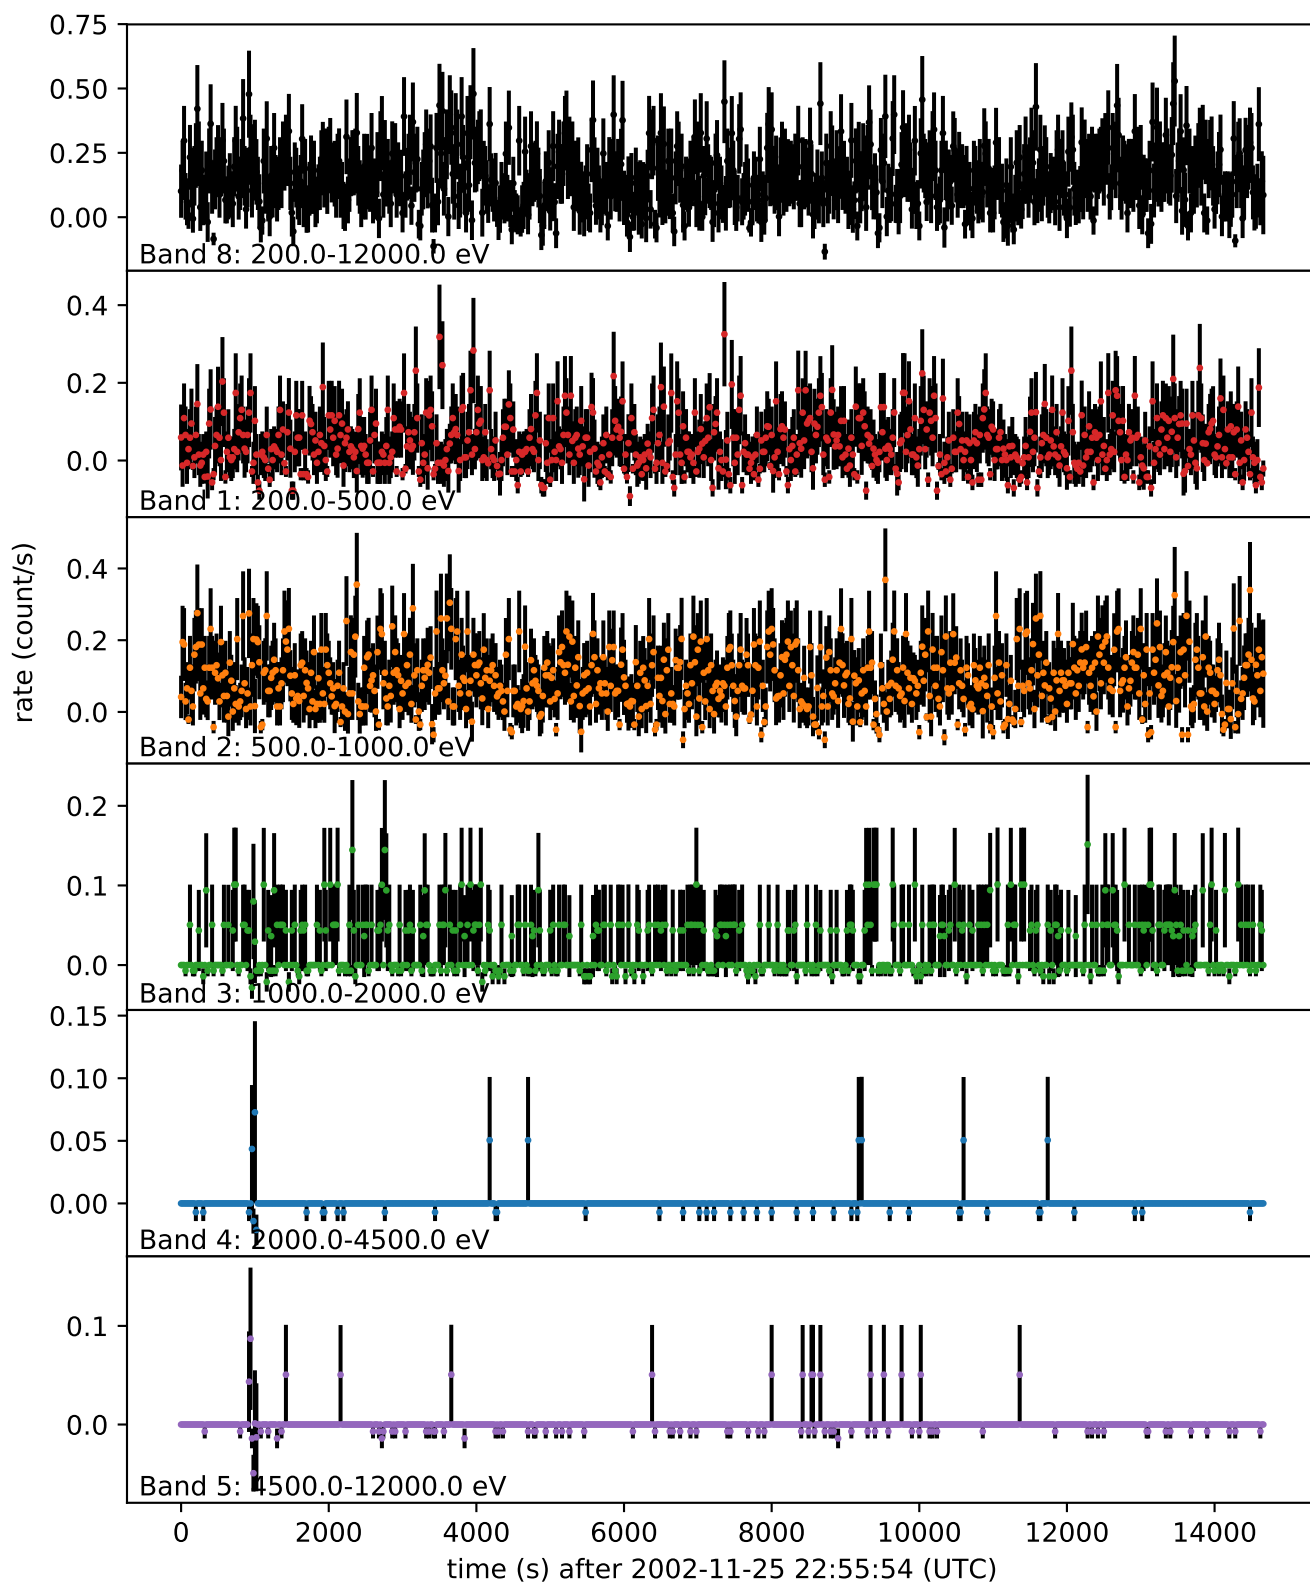 0.75
0.50
0.25
0.00
Band 8: 200.0-12000.0 eV
0.4
0.2
0.0
Band 1: 200.0-500.0 eV
0.4
0.2
0.0
Band 2: 500.0-1000.0 eV
rate (count/s)
0.2
0.1
0.0
Band 3: 1000.0-2000.0 eV
0.15
0.10
0.05
0.00
Band 4: 2000.0-4500.0 eV
0.1
0.0
Band 5: 4500.0-12000.0 eV
0 2000 4000 6000 8000 10000 12000 14000
time (s) after 2002-11-25 22:55:54 (UTC)